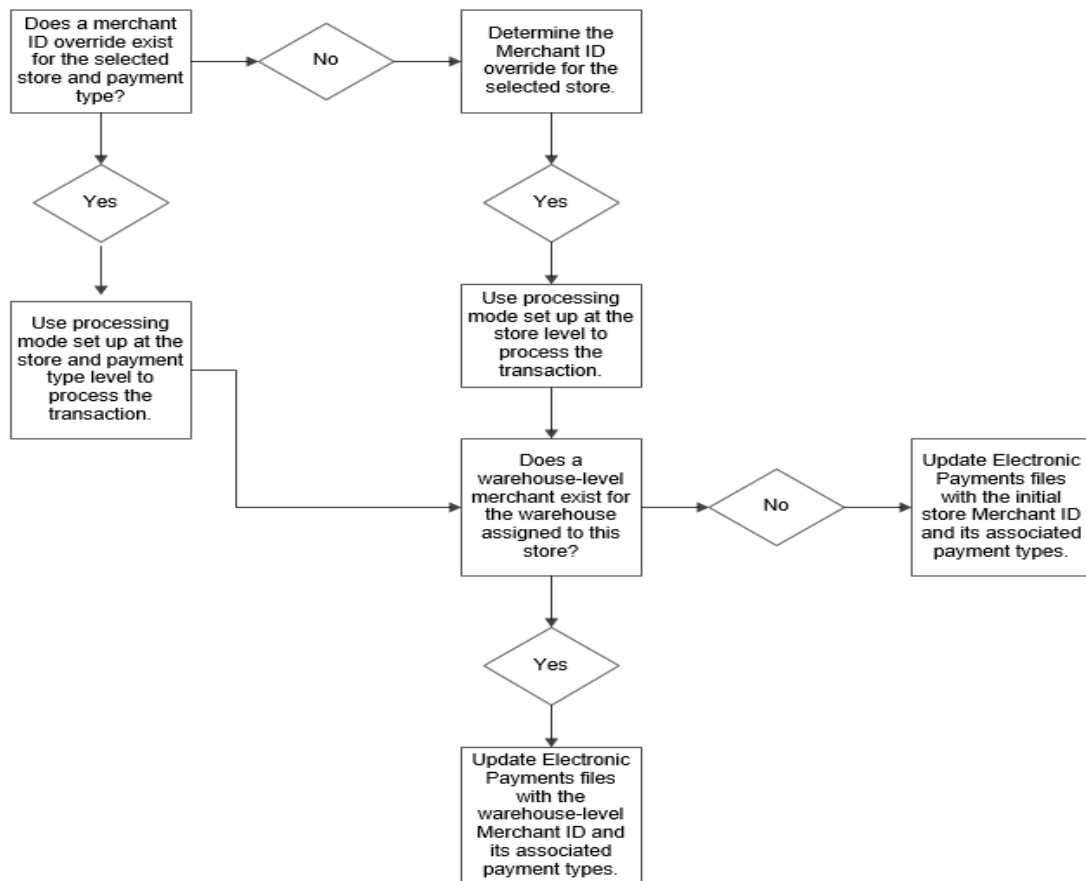 Does a merchant
ID override exist
for the selected
store and payment
type?
No
Determine the
Merchant ID
override for the
selected store.
Yes
Yes
Use processing
mode set up at the
store and payment
type level to
process the
transaction.
Use processing
mode set up at the
store level to
process the
transaction.
Does a
warehouse-level
merchant exist for
the warehouse
assigned to this
store?
No
Update Electronic
Payments files
with the initial
store Merchant ID
and its associated
payment types.
Yes
Update Electronic
Payments files
with the
warehouse-level
Merchant ID and
its associated
payment types.